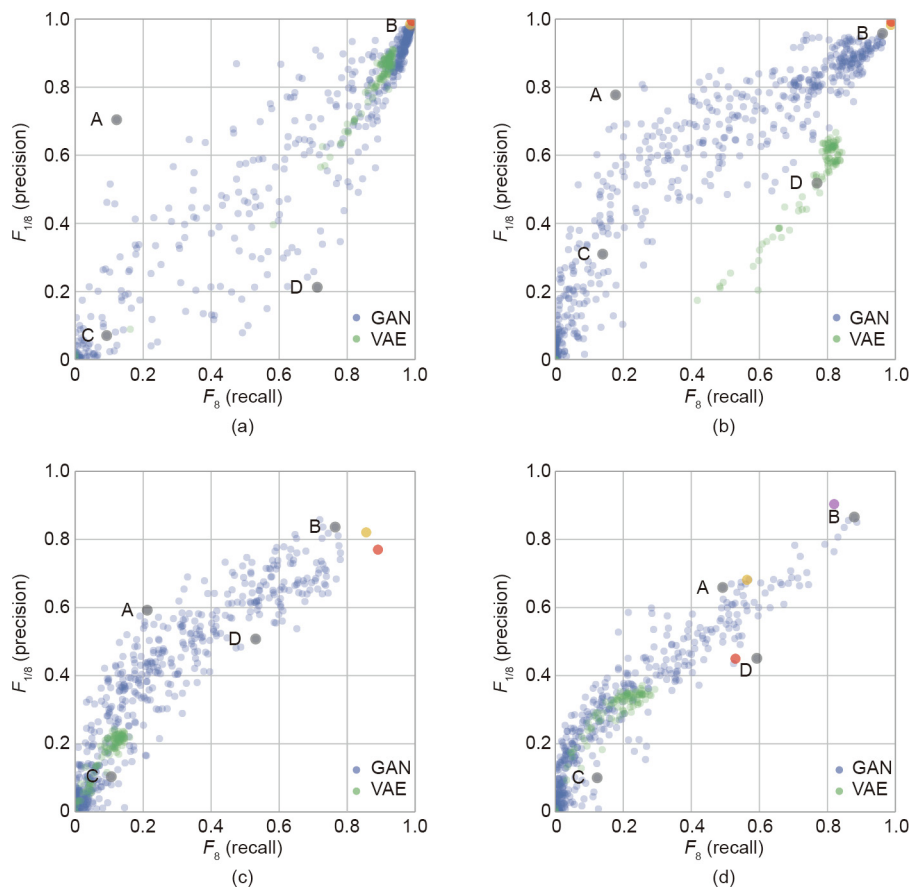 1.0
0.8
0.6
0.4
0.2
0
F1/8 (precision)
A
B
C
D
GAN
VAE
0 0.2 0.4 0.6 0.8 1.0
F8 (recall)
(a)
1.0
0.8
0.6
0.4
0.2
0
F1/8 (precision)
A
B
C
D
GAN
VAE
0 0.2 0.4 0.6 0.8 1.0
F8 (recall)
(b)
1.0
0.8
0.6
0.4
0.2
0
F1/8 (precision)
B
A
D
C
GAN
VAE
0 0.2 0.4 0.6 0.8 1.0
F8 (recall)
(c)
1.0
0.8
0.6
0.4
0.2
0
F1/8 (precision)
B
A
D
C
GAN
VAE
0 0.2 0.4 0.6 0.8 1.0
F8 (recall)
(d)